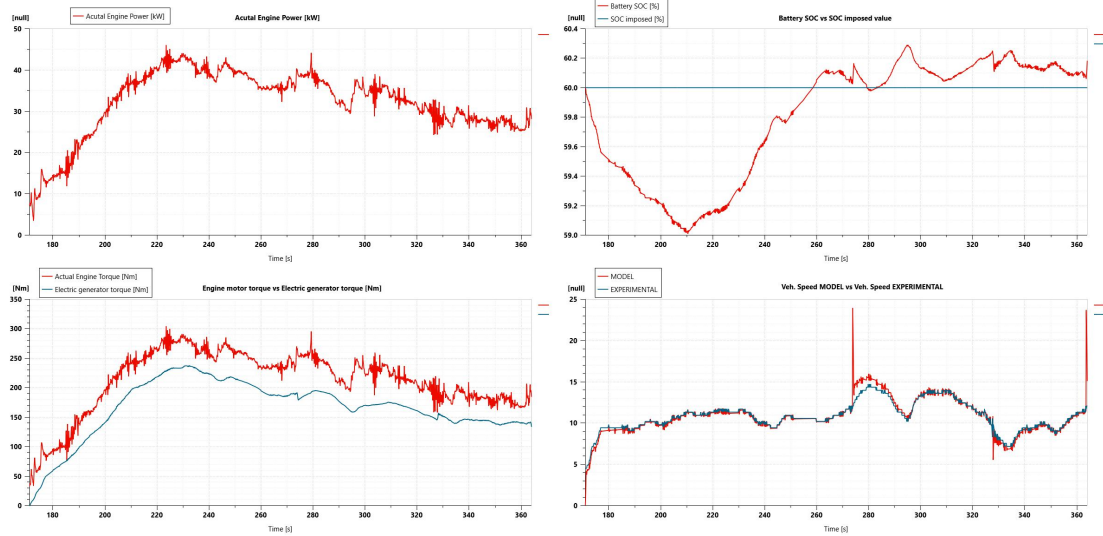 [null]
Acutal Engine Power [kW]
Acutal Engine Power [kW]
50
40
30
20
10
0
180 200 220 240 260 280 300 320 340 360
Time [s]
[null]
Battery SOC [%]
SOC imposed [%]
Battery SOC vs SOC imposed value
60.4
60.2
60.0
59.8
59.6
59.4
59.2
59.0
180 200 220 240 260 280 300 320 340 360
Time [s]
[Nm]
Actual Engine Torque [Nm]
Electric generator torque [Nm]
Engine motor torque vs Electric generator torque [Nm]
350
300
250
200
150
100
50
0
180 200 220 240 260 280 300 320 340 360
Time [s]
[null]
MODEL
EXPERIMENTAL
Veh. Speed MODEL vs Veh. Speed EXPERIMENTAL
25
20
15
10
5
0
180 200 220 240 260 280 300 320 340 360
Time [s]